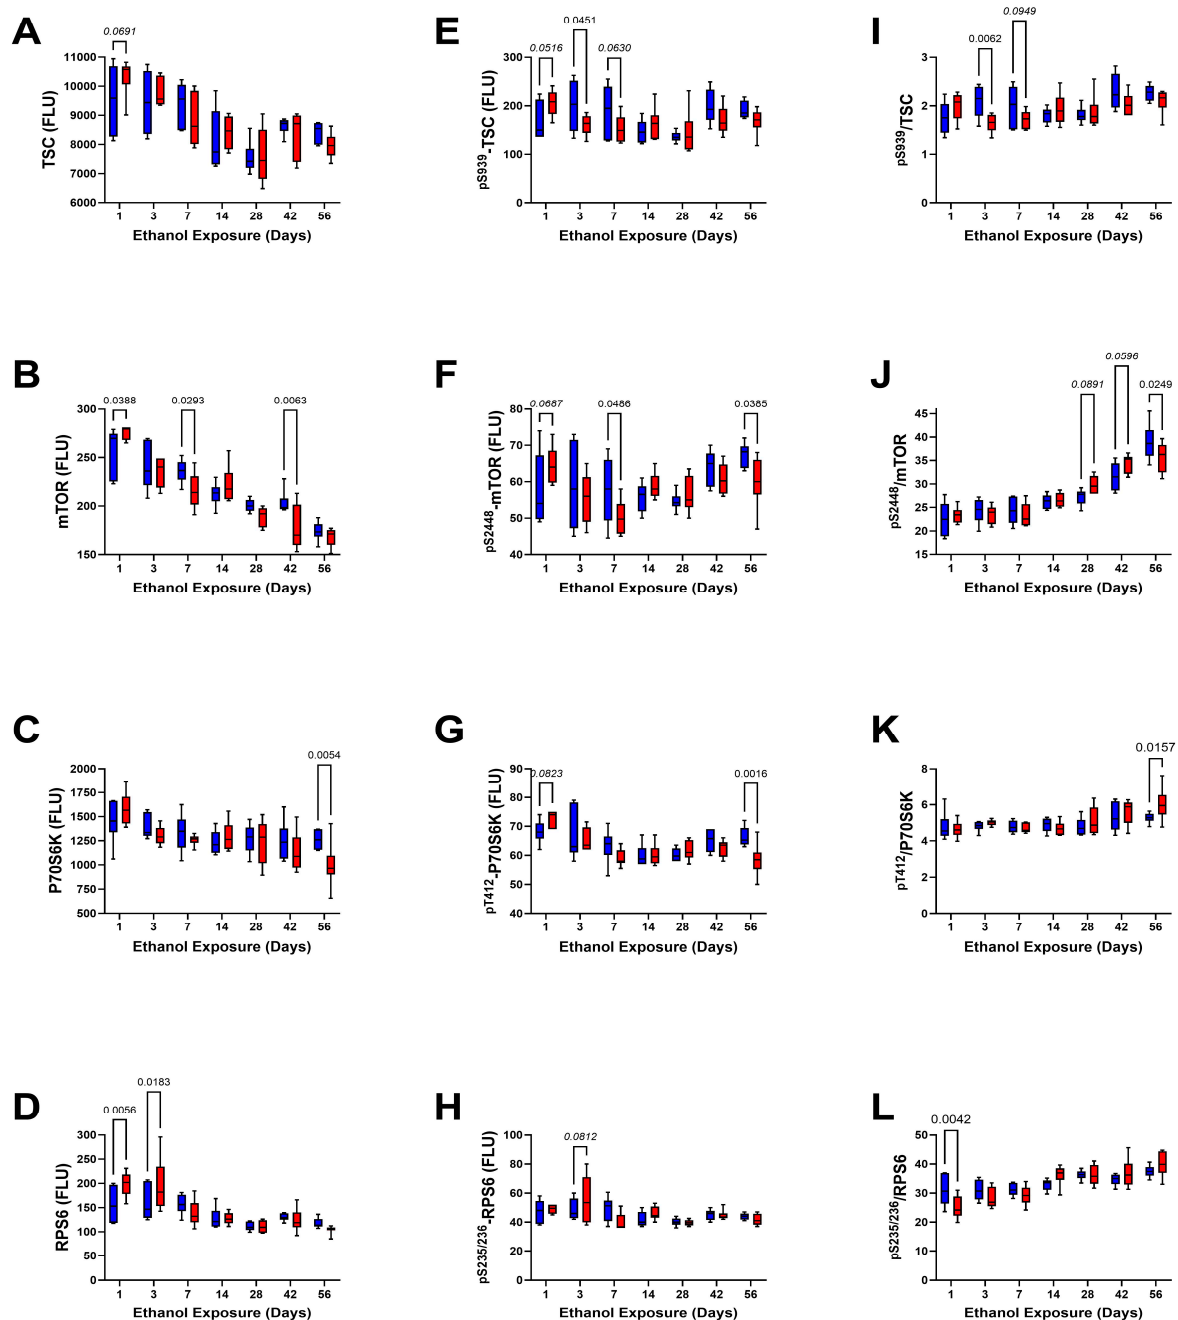 A
0.0691
TSC (FLU)
11000
10000
9000
8000
7000
6000
1 3 7 14 28 42 56
Ethanol Exposure (Days)
E
0.0516
0.0451
0.0630
pS939-TSC (FLU)
300
200
100
0
1 3 7 14 28 42 56
Ethanol Exposure (Days)
I
0.0062
0.0949
pS939/TSC
3
2
1
0
1 3 7 14 28 42 56
Ethanol Exposure (Days)
B
0.0388
0.0293
0.0063
mTOR (FLU)
300
250
200
150
1 3 7 14 28 42 56
Ethanol Exposure (Days)
F
0.0687
0.0486
0.0385
pS2448-mTOR (FLU)
80
70
60
50
40
1 3 7 14 28 42 56
Ethanol Exposure (Days)
J
0.0891
0.0596
0.0249
pS2448/mTOR
45
40
35
30
25
20
15
1 3 7 14 28 42 56
Ethanol Exposure (Days)
C
0.0054
P70S6K (FLU)
2000
1750
1500
1250
1000
750
500
1 3 7 14 28 42 56
Ethanol Exposure (Days)
G
0.0823
0.0016
pT412-P70S6K (FLU)
90
80
70
60
50
40
1 3 7 14 28 42 56
Ethanol Exposure (Days)
K
0.0157
pT412/P70S6K
8
6
4
2
0
1 3 7 14 28 42 56
Ethanol Exposure (Days)
D
0.0056
0.0183
RPS6 (FLU)
300
250
200
150
100
50
0
1 3 7 14 28 42 56
Ethanol Exposure (Days)
H
0.0812
pS235/236-RPS6 (FLU)
100
80
60
40
20
0
1 3 7 14 28 42 56
Ethanol Exposure (Days)
L
0.0042
pS235/236/RPS6
50
40
30
20
10
0
1 3 7 14 28 42 56
Ethanol Exposure (Days)